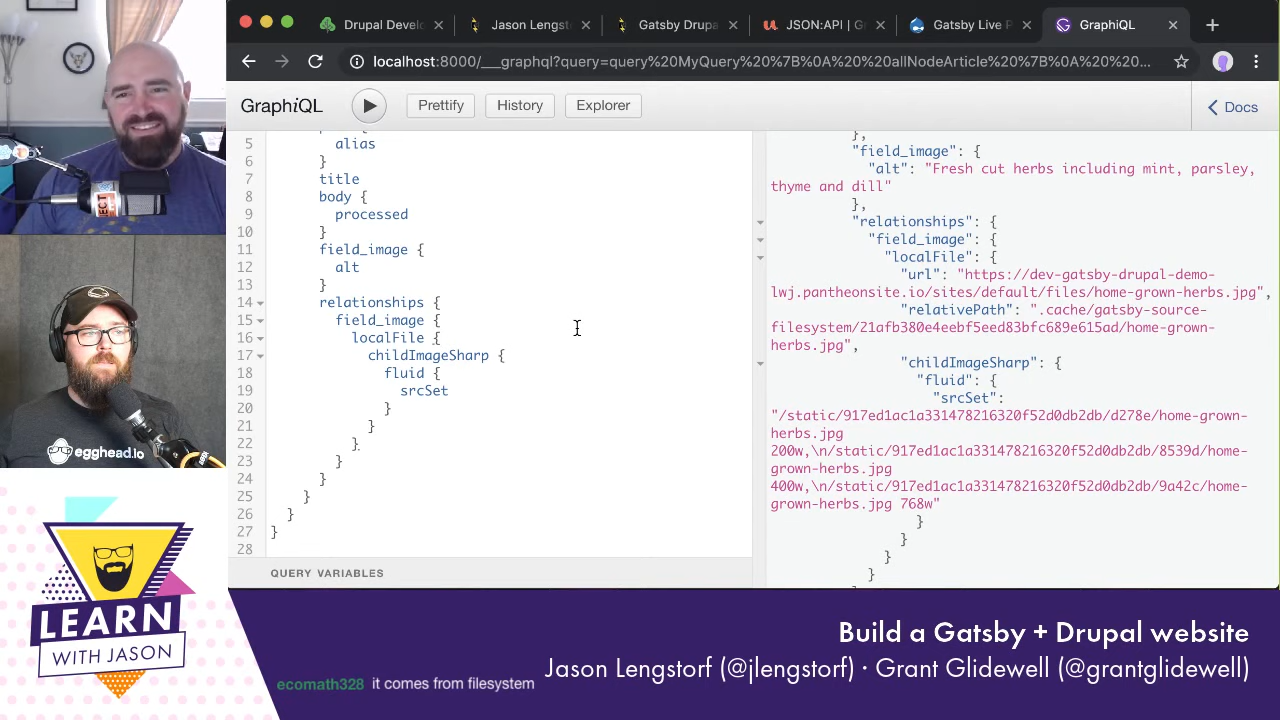 Drupal Develo
Jason Lengst
Gatsby Drupa
JSON:API | G
Gatsby Live P
GraphiQL
localhost:8000/___graphql?query=query%20MyQuery%20%7B%0A%20%20allNodeArticle%20%7B%0A%20%20...
GraphiQL
Prettify
History
Explorer
Docs
5 alias
6 }
7 title
8 body {
9 processed
10 }
11 field_image {
12 alt
13 }
14 relationships {
15 field_image {
16 localFile {
17 childImageSharp {
18 fluid {
19 srcSet
20 }
21 }
22 }
23 }
24 }
25 }
26 }
27 }
28
QUERY VARIABLES
},
"field_image": {
"alt": "Fresh cut herbs including mint, parsley,
thyme and dill"
},
"relationships": {
"field_image": {
"localFile": {
"url": "https://dev-gatsby-drupal-demo-
lwj.pantheonsite.io/sites/default/files/home-grown-herbs.jpg",
"relativePath": ".cache/gatsby-source-
filesystem/21afb380e4eebf5eed83bfc689e615ad/home-grown-
herbs.jpg",
"childImageSharp": {
"fluid": {
"srcSet":
"/static/917ed1ac1a331478216320f52d0db2db/d278e/home-grown-
herbs.jpg
200w,\n/static/917ed1ac1a331478216320f52d0db2db/8539d/home-
grown-herbs.jpg
400w,\n/static/917ed1ac1a331478216320f52d0db2db/9a42c/home-
grown-herbs.jpg 768w"
}
}
}
}
egghead.io
LEARN
WITH JASON
Build a Gatsby + Drupal website
Jason Lengstorf (@jlengstorf) · Grant Glidewell (@grantglidewell)
ecomath328 it comes from filesystem